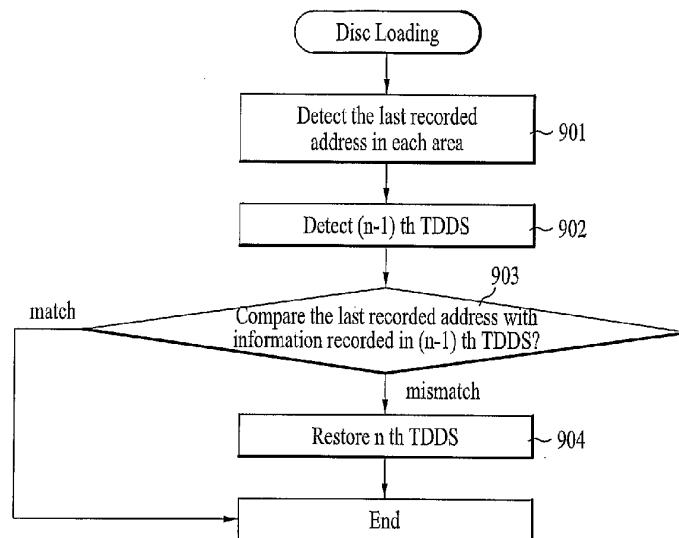 Disc Loading
Detect the last recorded
address in each area
901
Detect (n-1) th TDDS
902
903
match
Compare the last recorded address with
information recorded in (n-1) th TDDS?
mismatch
Restore n th TDDS
904
End